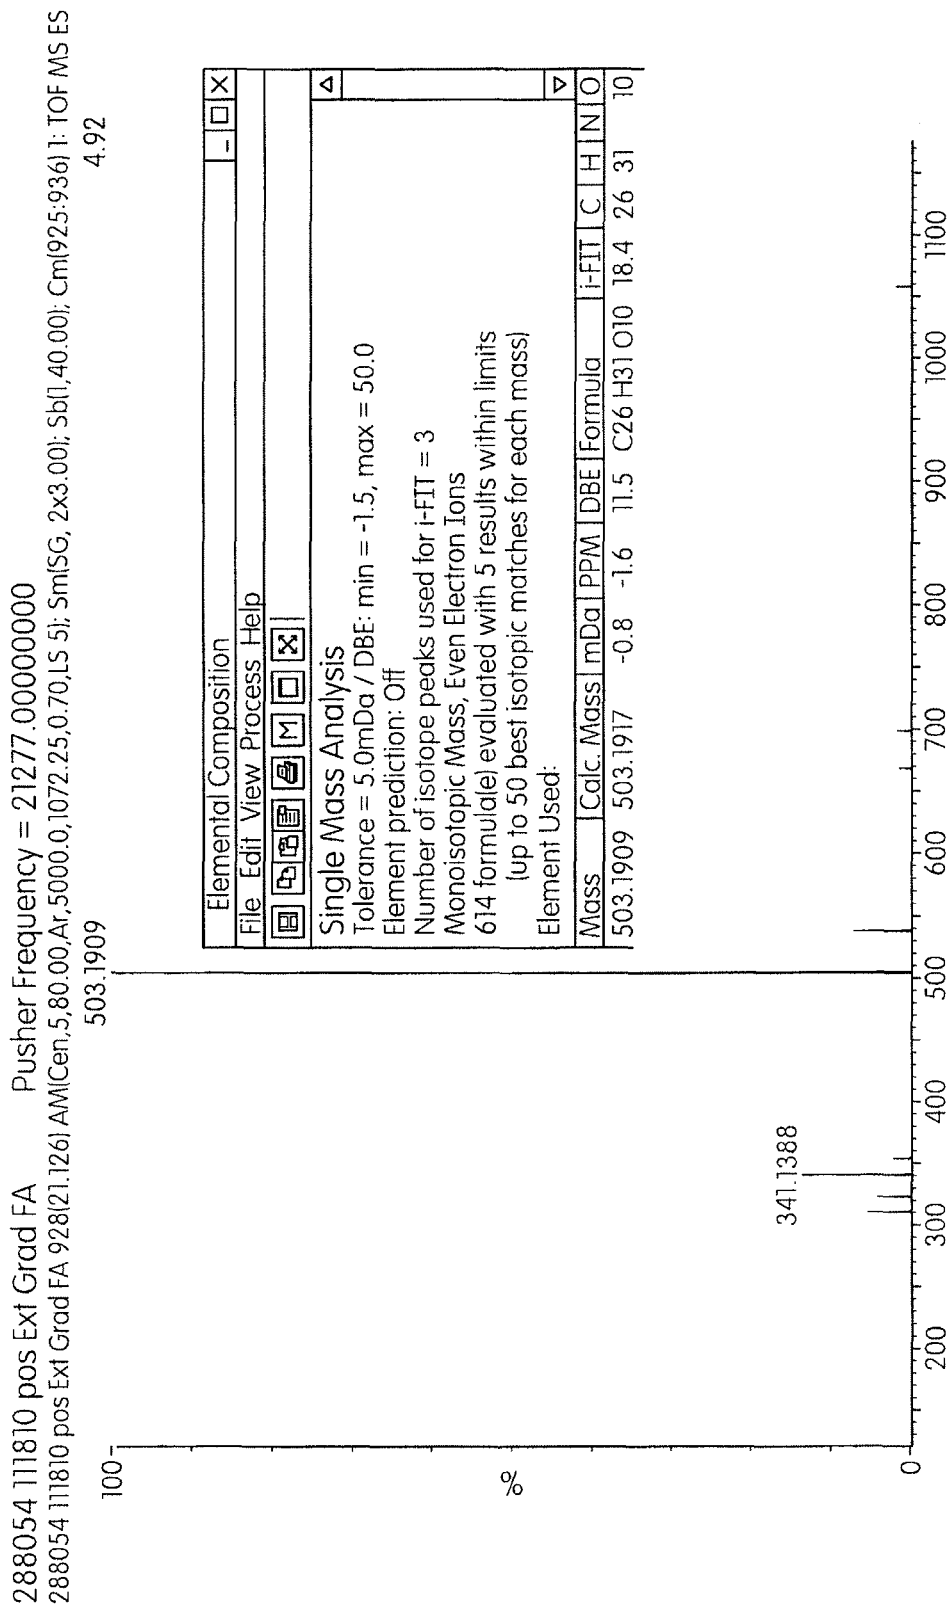 288054 111810 pos Ext Grad FA Pusher Frequency = 21277.00000000
288054 111810 pos Ext Grad FA 928(21.126) AM(Cen,5,80.00,Ar,5000.0,1072.25,0.70,LS 5); Sm(SG, 2x3.00); Sb(1,40.00); Cm(925:936) 1: TOF MS ES
503.1909 4.92
100
%
0
341.1388
Elemental Composition
File Edit View Process Help
M
Single Mass Analysis
Tolerance = 5.0mDa / DBE: min = -1.5, max = 50.0
Element prediction: Off
Number of isotope peaks used for i-FIT = 3
Monoisotopic Mass, Even Electron Ions
614 formula(e) evaluated with 5 results within limits
(up to 50 best isotopic matches for each mass)
Element Used:
Mass Calc. Mass mDa PPM DBE Formula i-FIT C H N O
503.1909 503.1917 -0.8 -1.6 11.5 C26 H31 O10 18.4 26 31 10
200 300 400 500 600 700 800 900 1000 1100